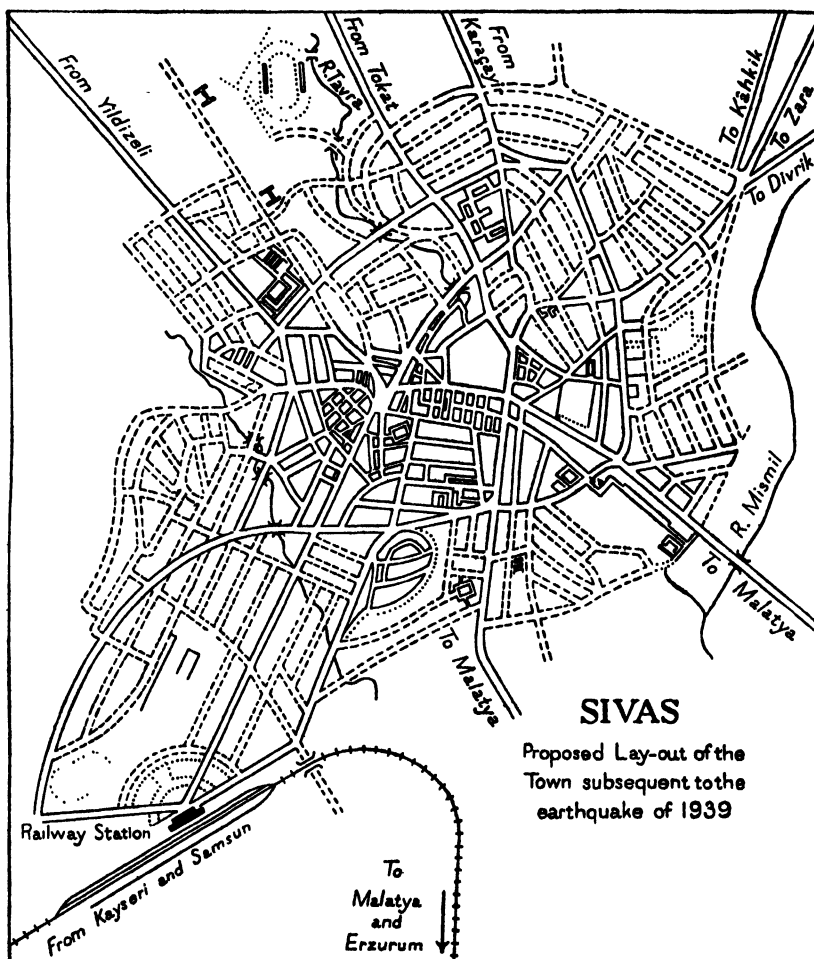 From Yildizeli
R. Tavra
From Tokat
From
Karaçayir
To Kâhkik
To Zara
To Divrik
R. Mismil
To Malatya
To Malatya
SIVAS
Proposed Lay-out of the
Town subsequent to the
earthquake of 1939
Railway Station
From Kayseri and Samsun
To
Malatya
and
Erzurum